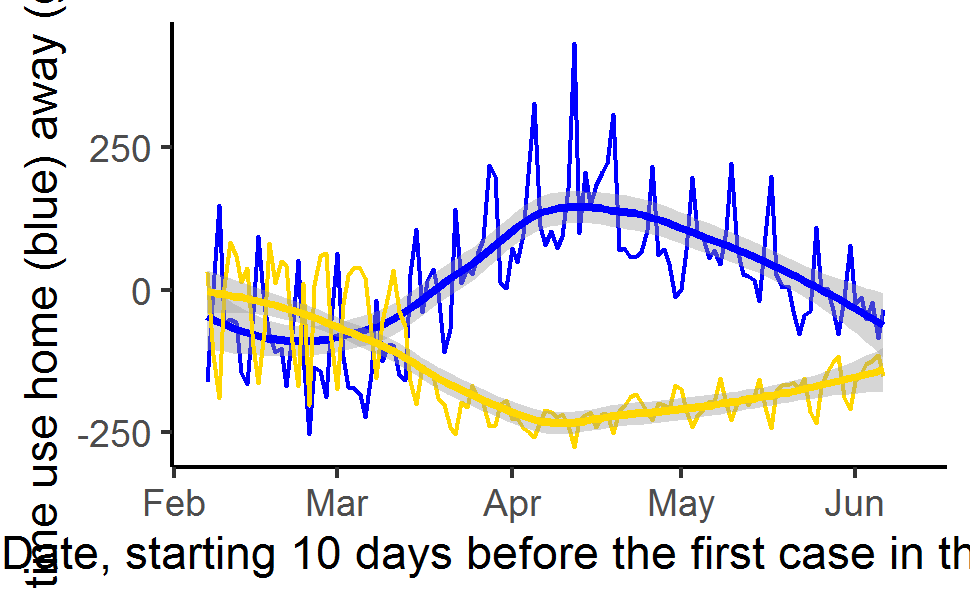 time use home (blue) away (
250
0
-250
Feb Mar Apr May Jun
Date, starting 10 days before the first case in th